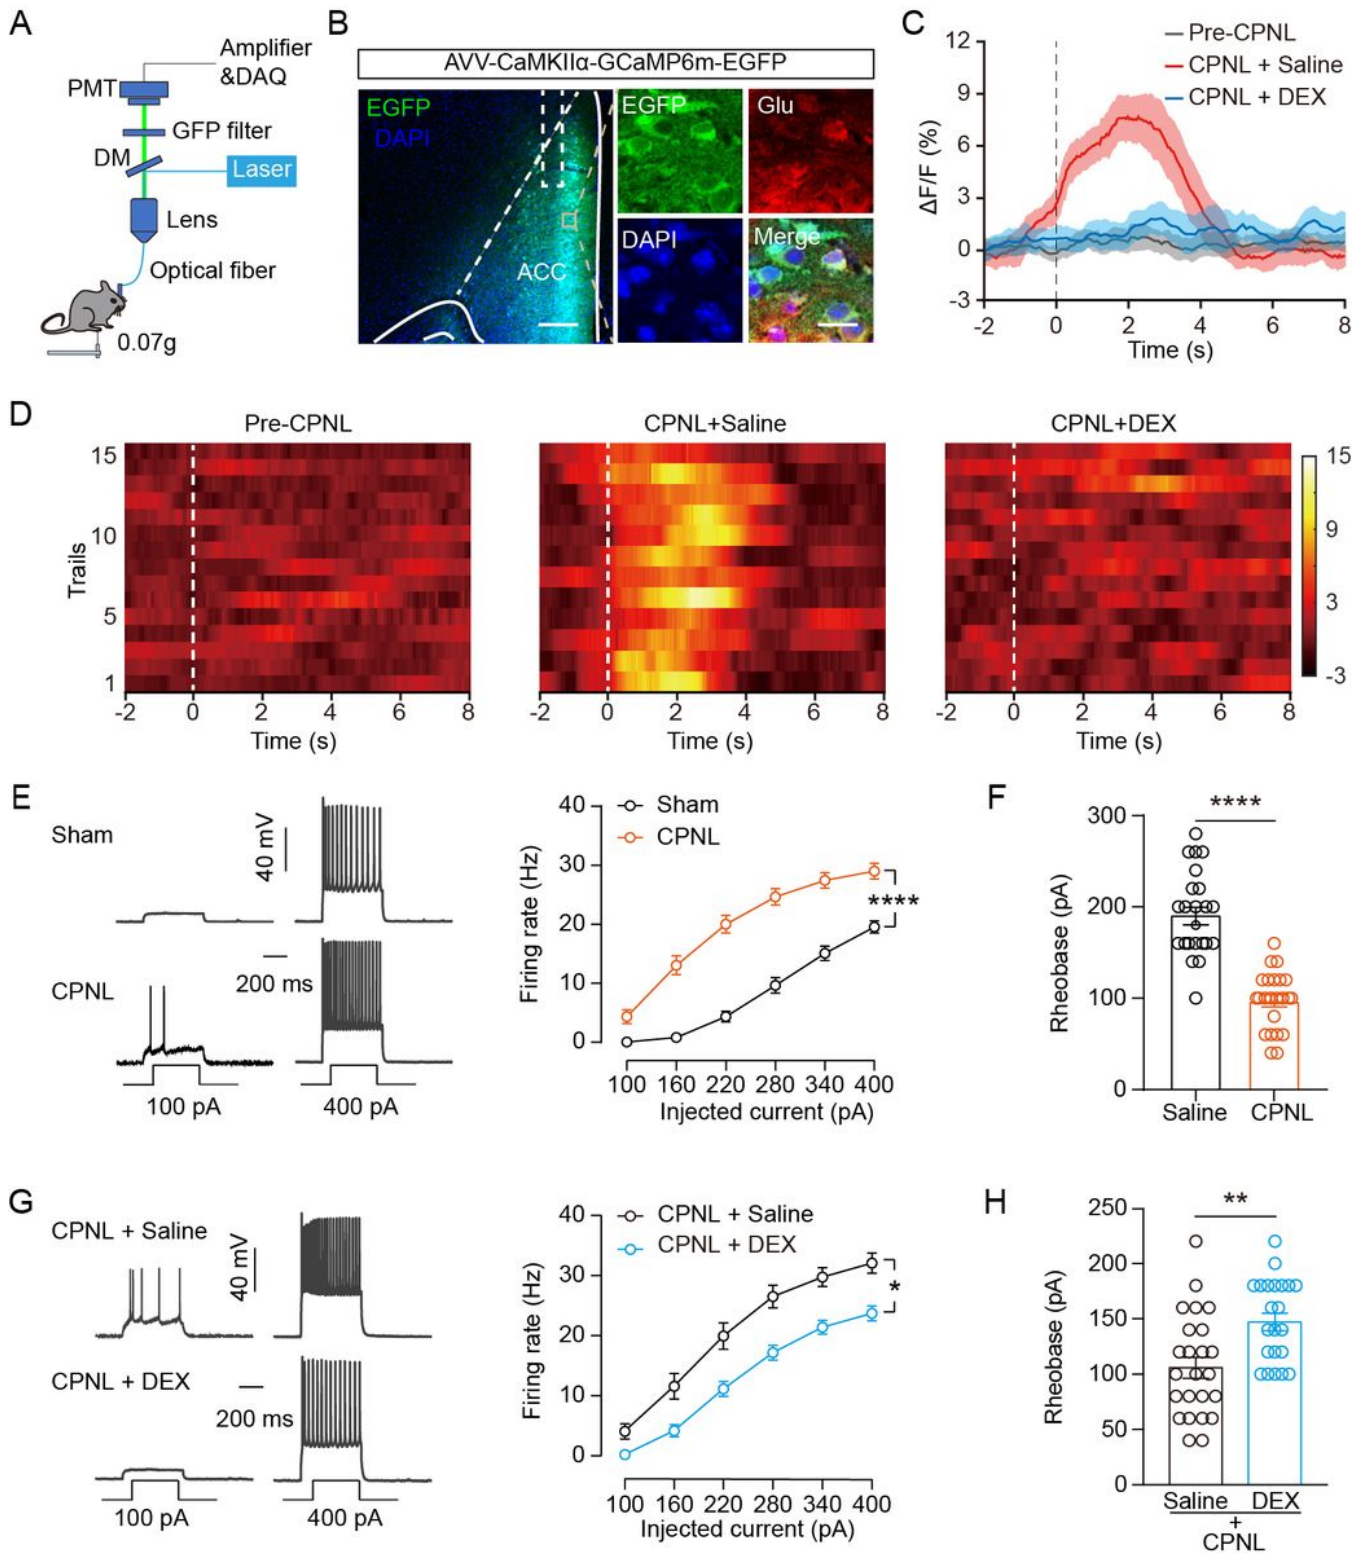 A
Amplifier
&DAQ
PMT
GFP filter
DM
Laser
Lens
Optical fiber
0.07g
B
AVV-CaMKIIα-GCaMP6m-EGFP
EGFP
DAPI
ACC
EGFP
Glu
DAPI
Merge
C
Pre-CPNL
CPNL + Saline
CPNL + DEX
12
9
6
3
0
-3
ΔF/F (%)
-2 0 2 4 6 8
Time (s)
D
Pre-CPNL
CPNL+Saline
CPNL+DEX
15
10
5
1
Trails
-2 0 2 4 6 8
Time (s)
-2 0 2 4 6 8
Time (s)
-2 0 2 4 6 8
Time (s)
15
9
3
-3
E
Sham
40 mV
200 ms
CPNL
100 pA
400 pA
Sham
CPNL
40
30
20
10
0
Firing rate (Hz)
****
100 160 220 280 340 400
Injected current (pA)
F
****
300
200
100
0
Rheobase (pA)
Saline CPNL
G
CPNL + Saline
40 mV
CPNL + DEX
200 ms
100 pA
400 pA
CPNL + Saline
CPNL + DEX
40
30
20
10
0
Firing rate (Hz)
*
100 160 220 280 340 400
Injected current (pA)
H
**
250
200
150
100
50
0
Rheobase (pA)
Saline DEX
+
CPNL